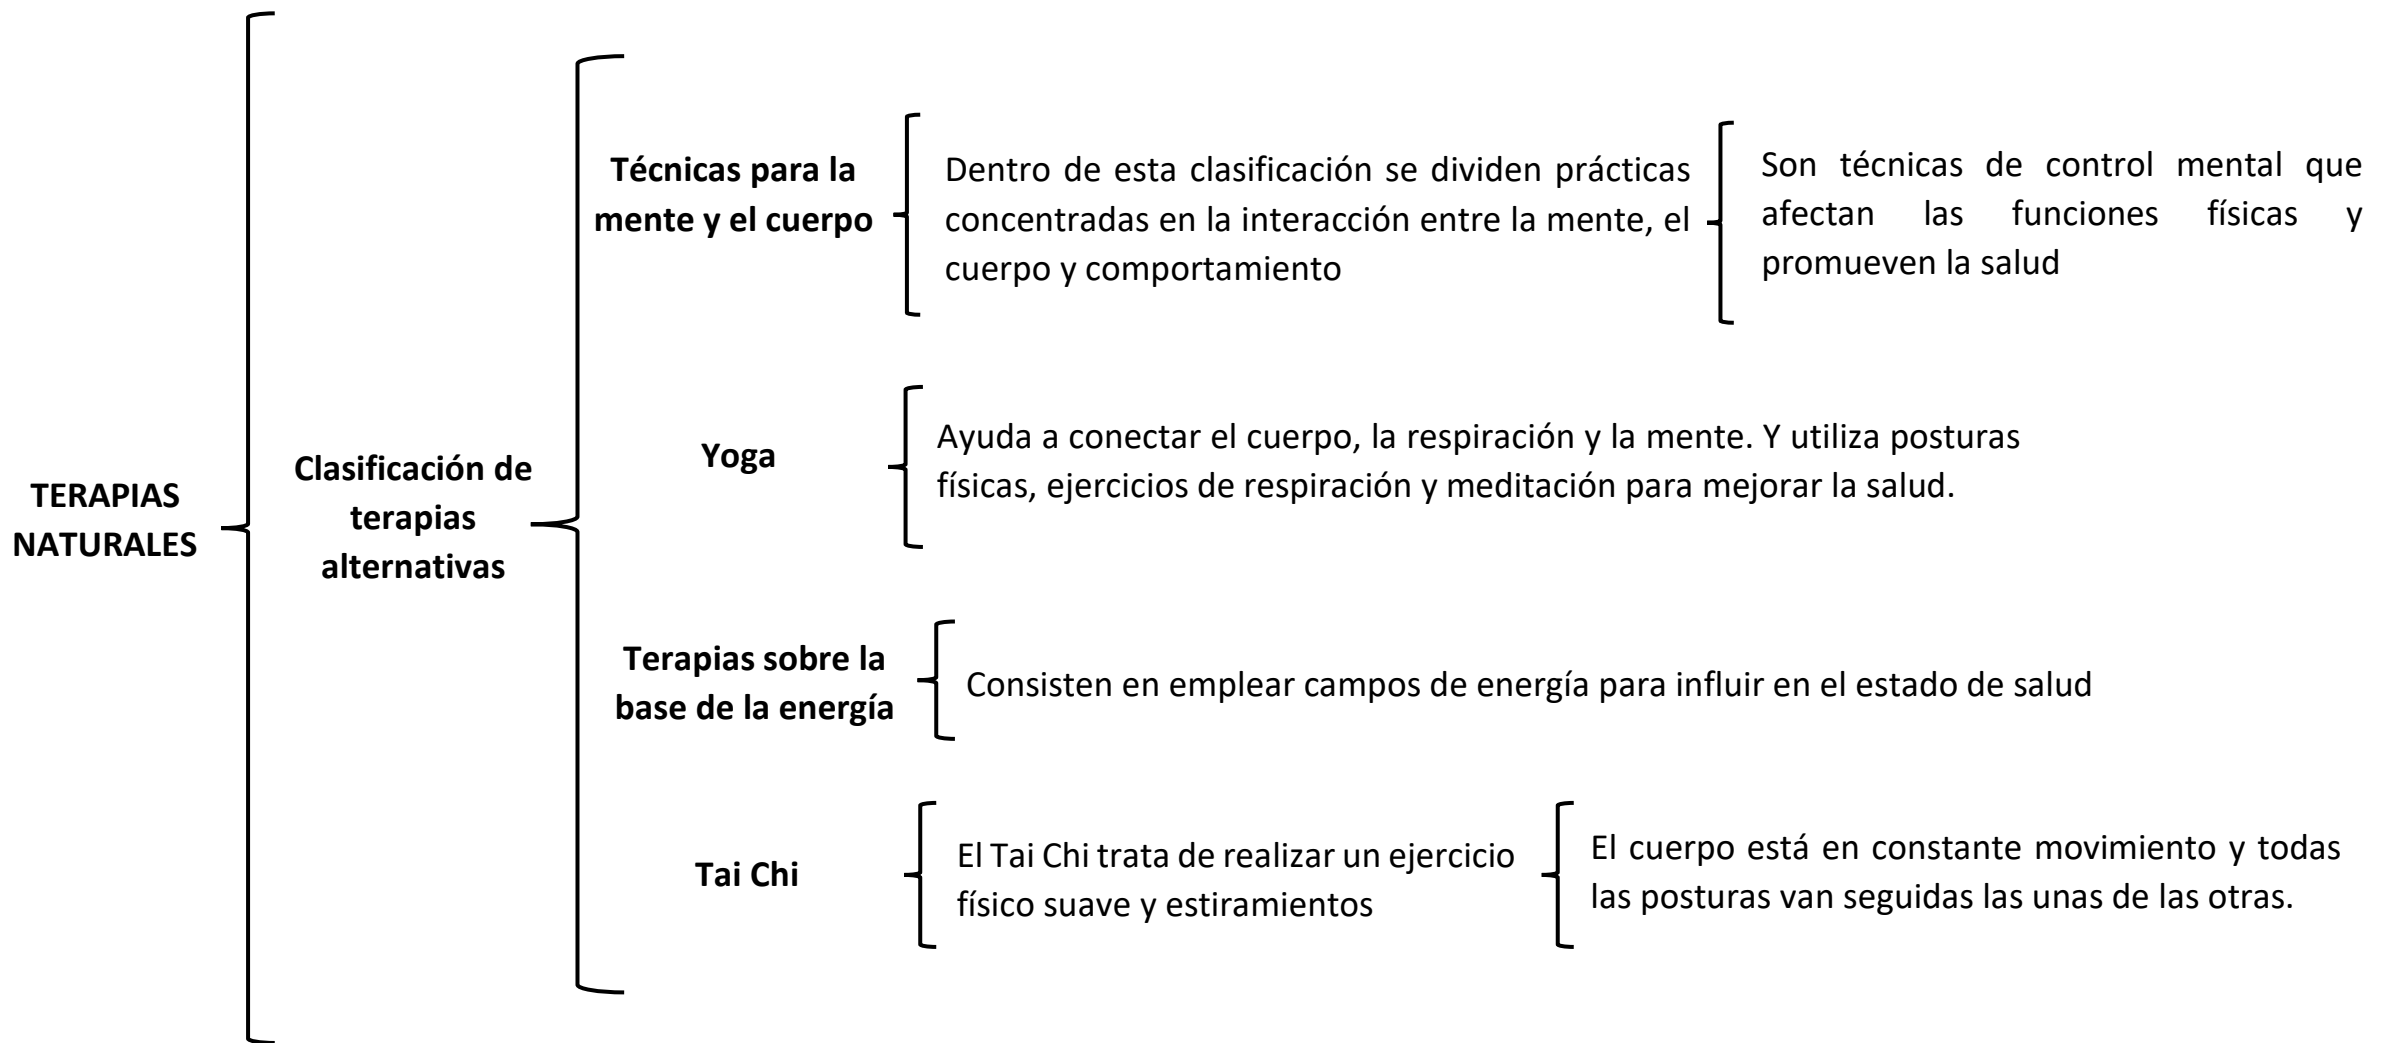 TERAPIAS
NATURALES
Clasificación de
terapias
alternativas
Técnicas para la
mente y el cuerpo
Dentro de esta clasificación se dividen prácticas
concentradas en la interacción entre la mente, el
cuerpo y comportamiento
Son técnicas de control mental que
afectan las funciones físicas y
promueven la salud
Yoga
Ayuda a conectar el cuerpo, la respiración y la mente. Y utiliza posturas
físicas, ejercicios de respiración y meditación para mejorar la salud.
Terapias sobre la
base de la energía
Consisten en emplear campos de energía para influir en el estado de salud
Tai Chi
El Tai Chi trata de realizar un ejercicio
físico suave y estiramientos
El cuerpo está en constante movimiento y todas
las posturas van seguidas las unas de las otras.